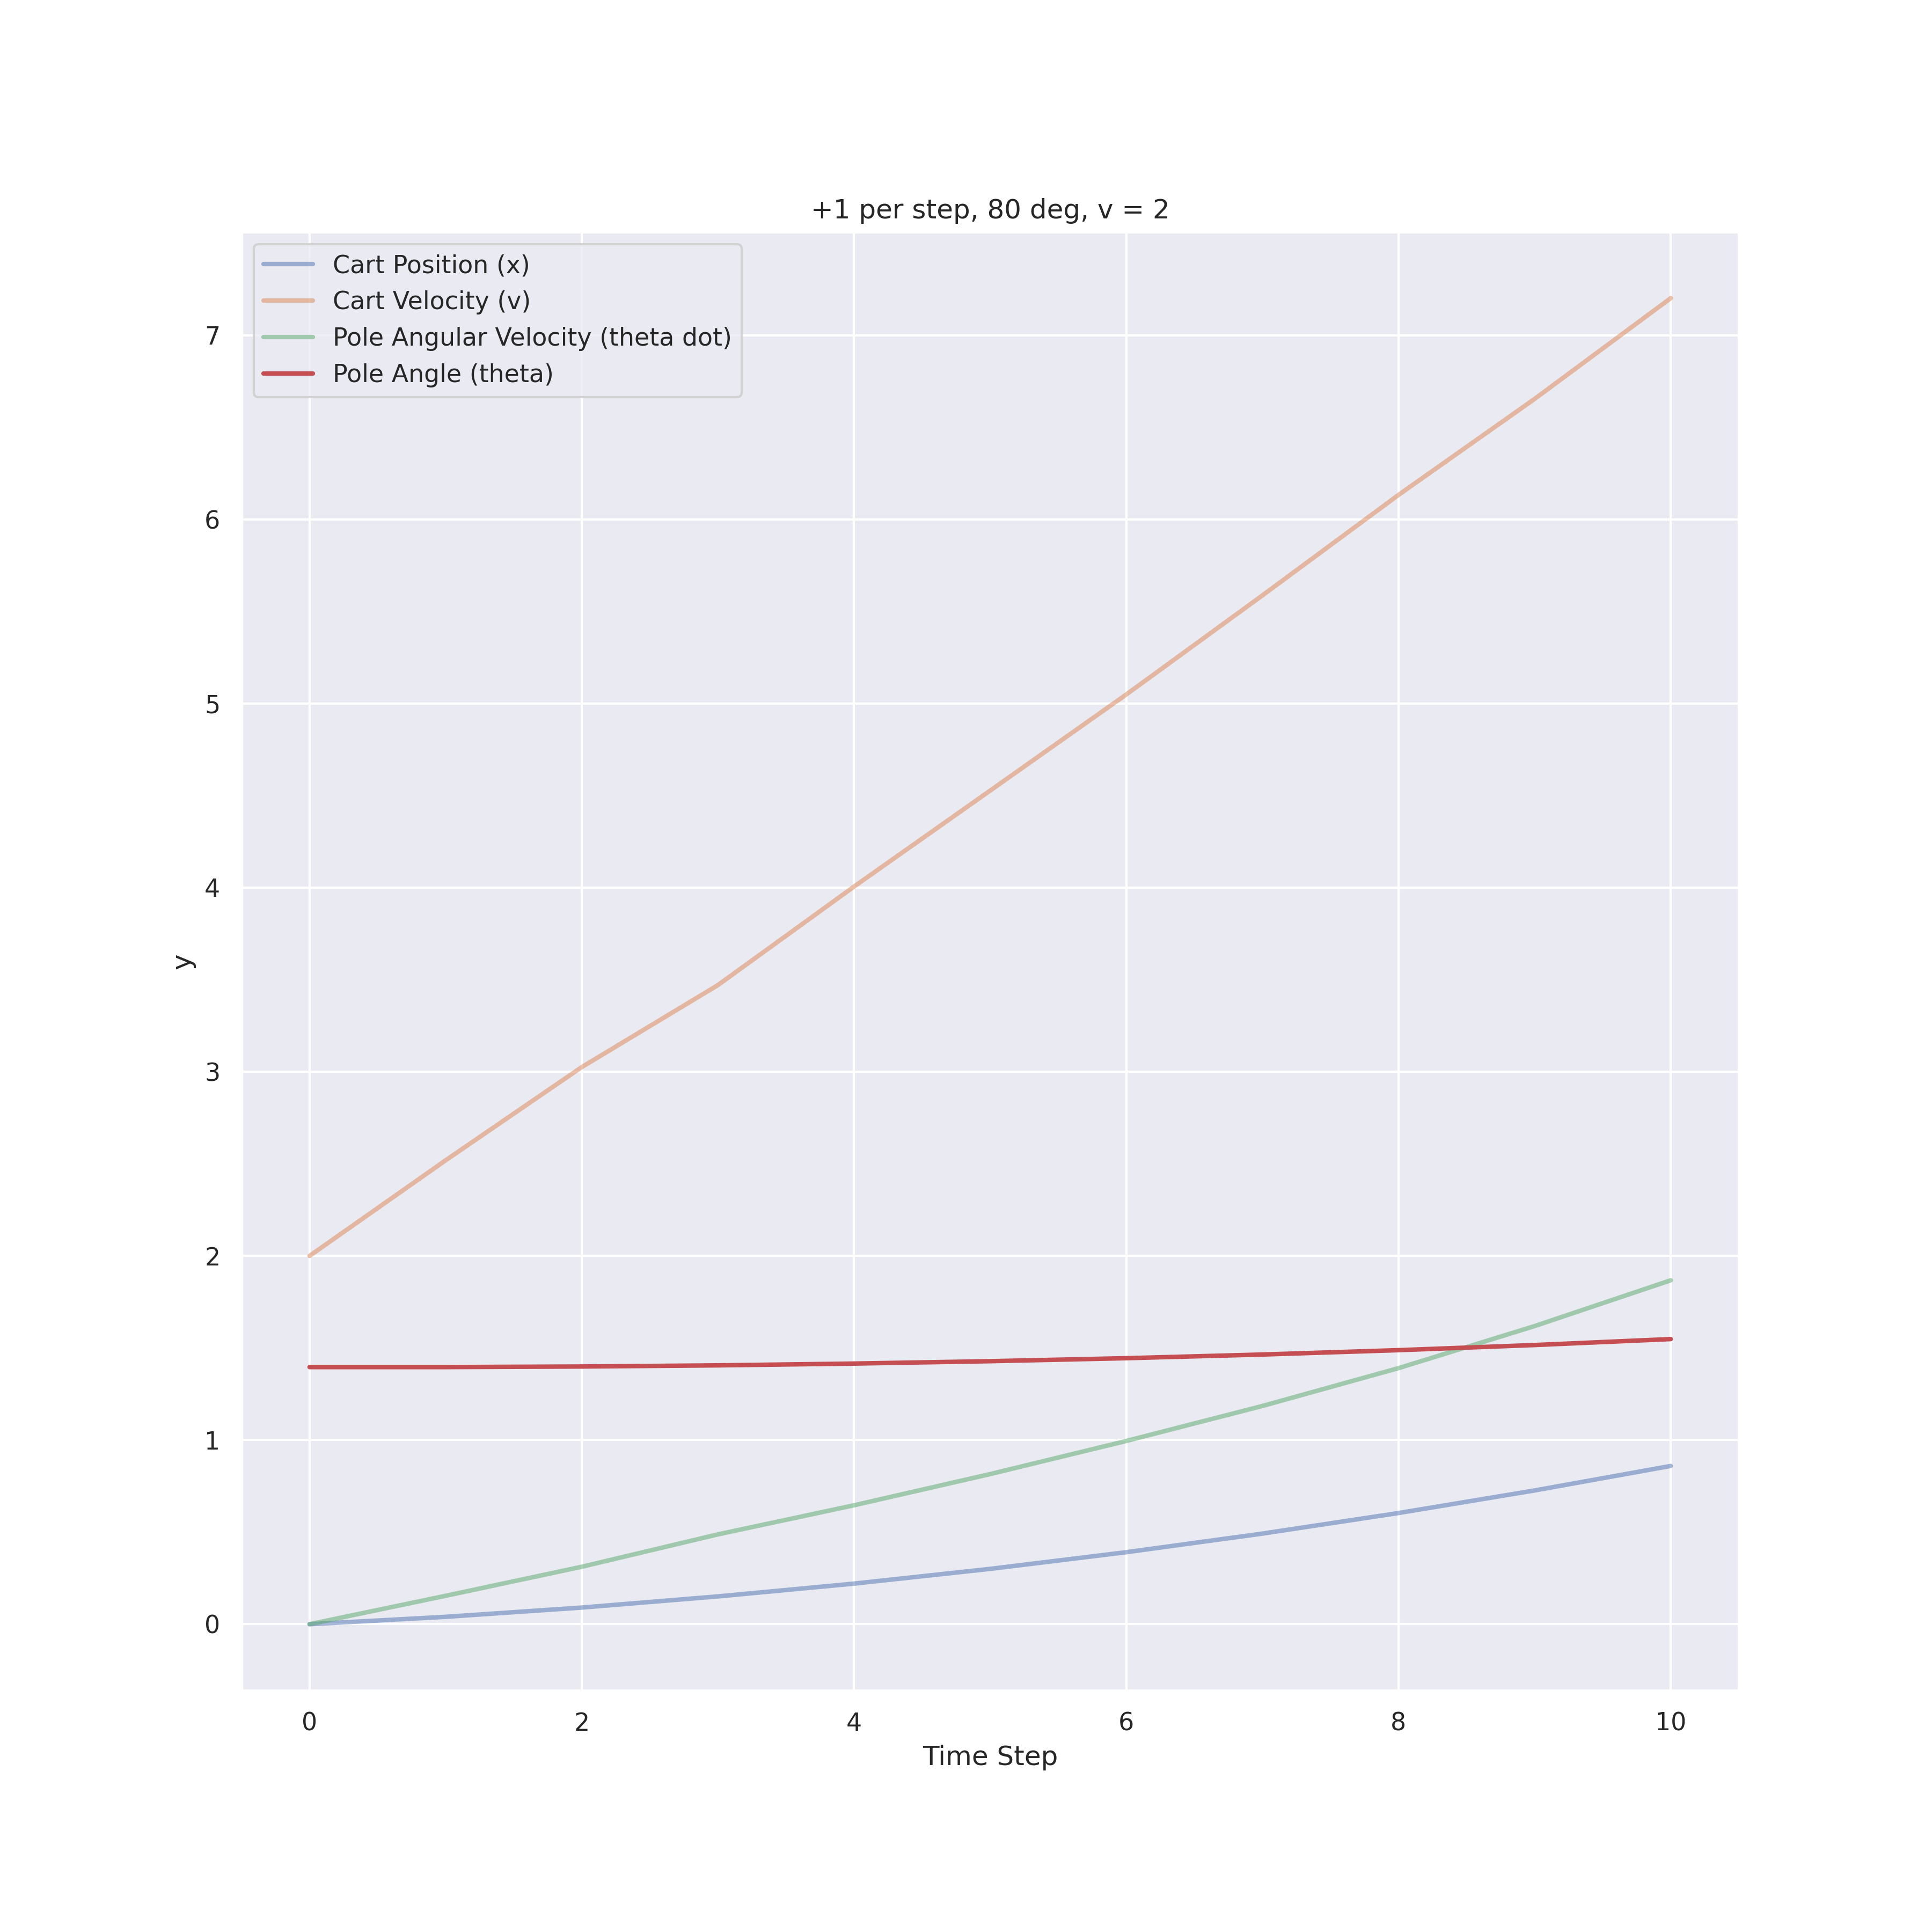 +1 per step, 80 deg, v = 2
Cart Position (x)
Cart Velocity (v)
Pole Angular Velocity (theta dot)
Pole Angle (theta)
7
6
5
4
3
2
1
0
y
0 2 4 6 8 10
Time Step